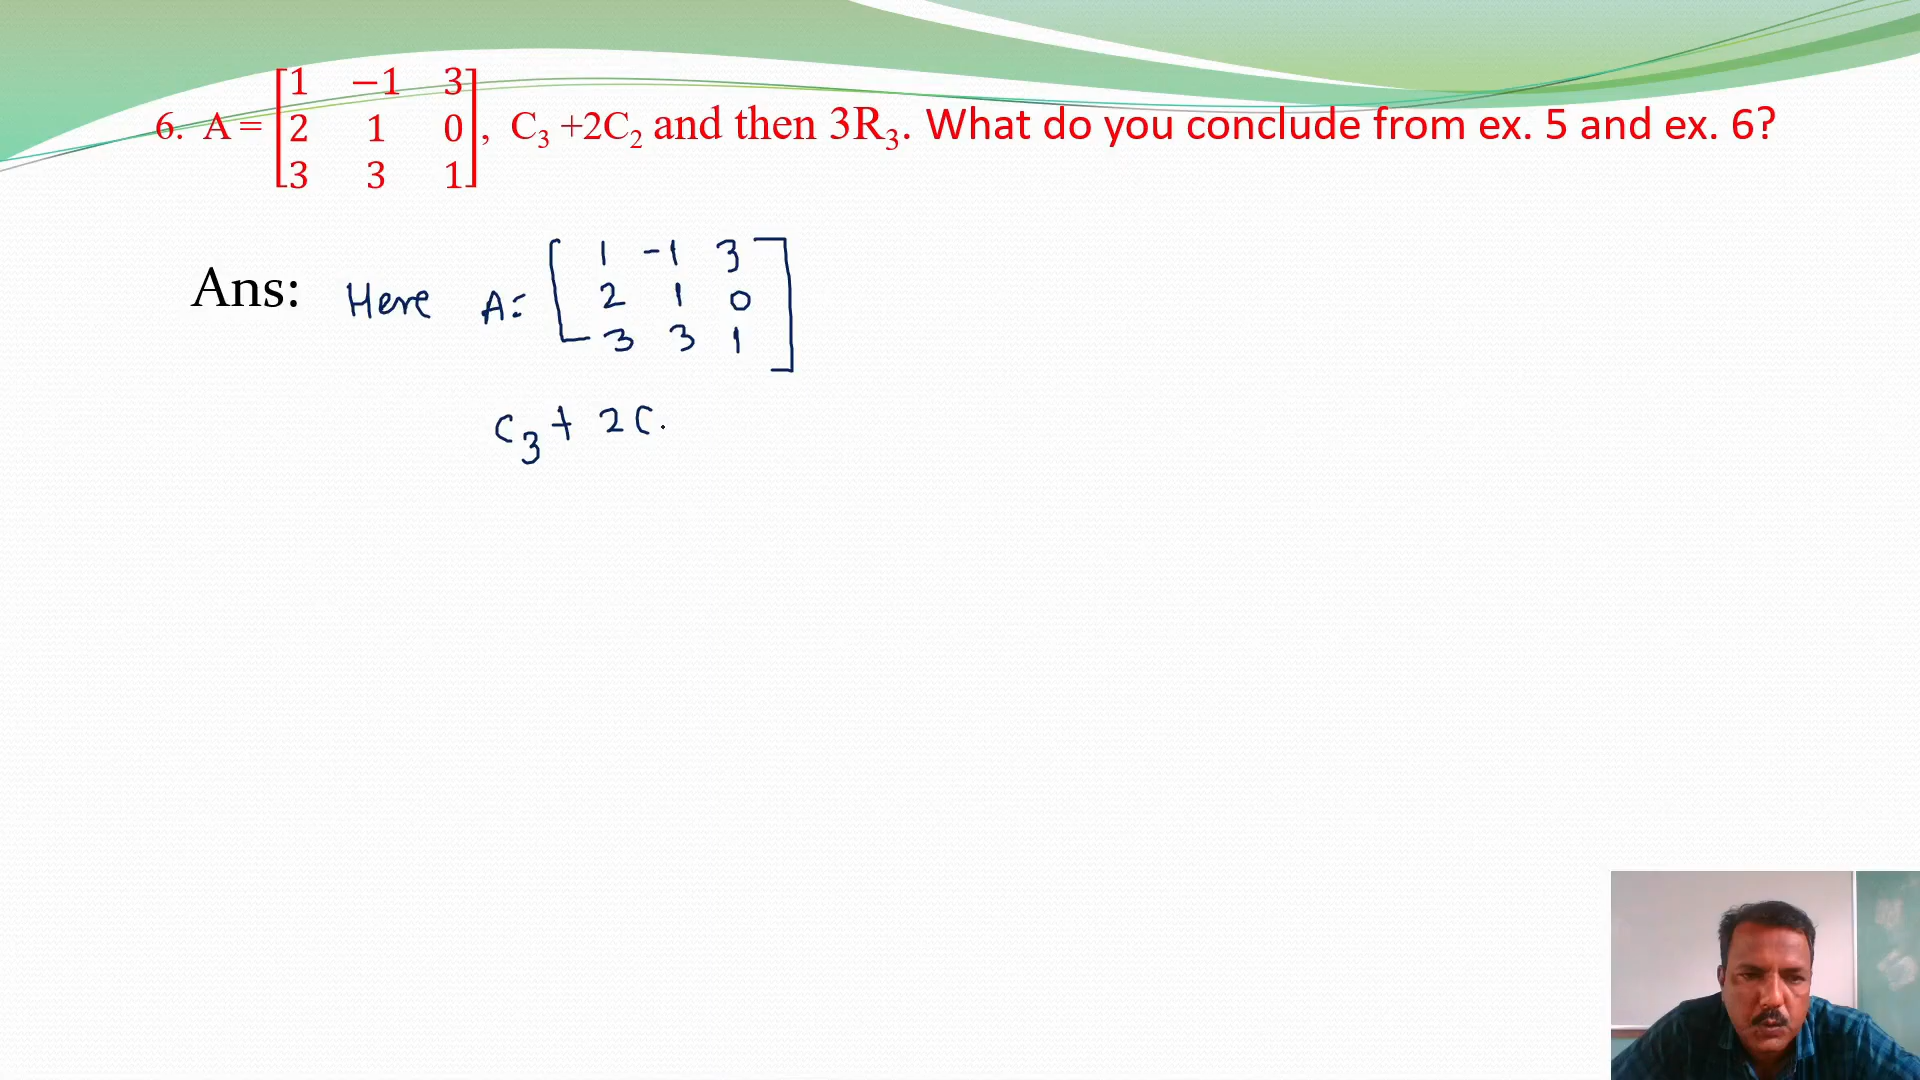 6. A = [1 −1 3 2 1 0 3 3 1], C3 +2C2 and then 3R3. What do you conclude from ex. 5 and ex. 6?
Ans: Here A = [1 -1 3
2 1 0
3 3 1]
C3 + 2C